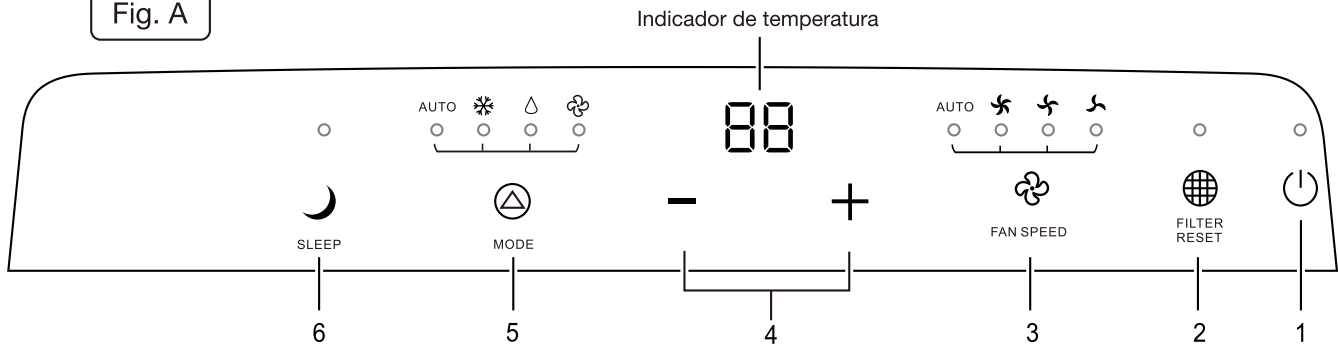 Fig. A
Indicador de temperatura
AUTO
88
AUTO
SLEEP
MODE
FAN SPEED
FILTER
RESET
6
5
4
3
2
1